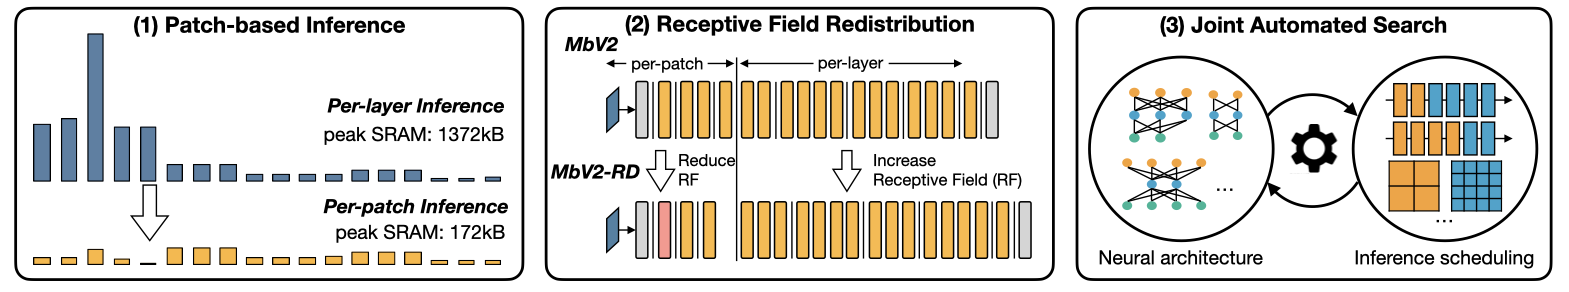 (1) Patch-based Inference
Per-layer Inference
peak SRAM: 1372kB
Per-patch Inference
peak SRAM: 172kB
(2) Receptive Field Redistribution
MbV2
per-patch
per-layer
MbV2-RD
Reduce
RF
Increase
Receptive Field (RF)
(3) Joint Automated Search
...
...
Neural architecture
Inference scheduling